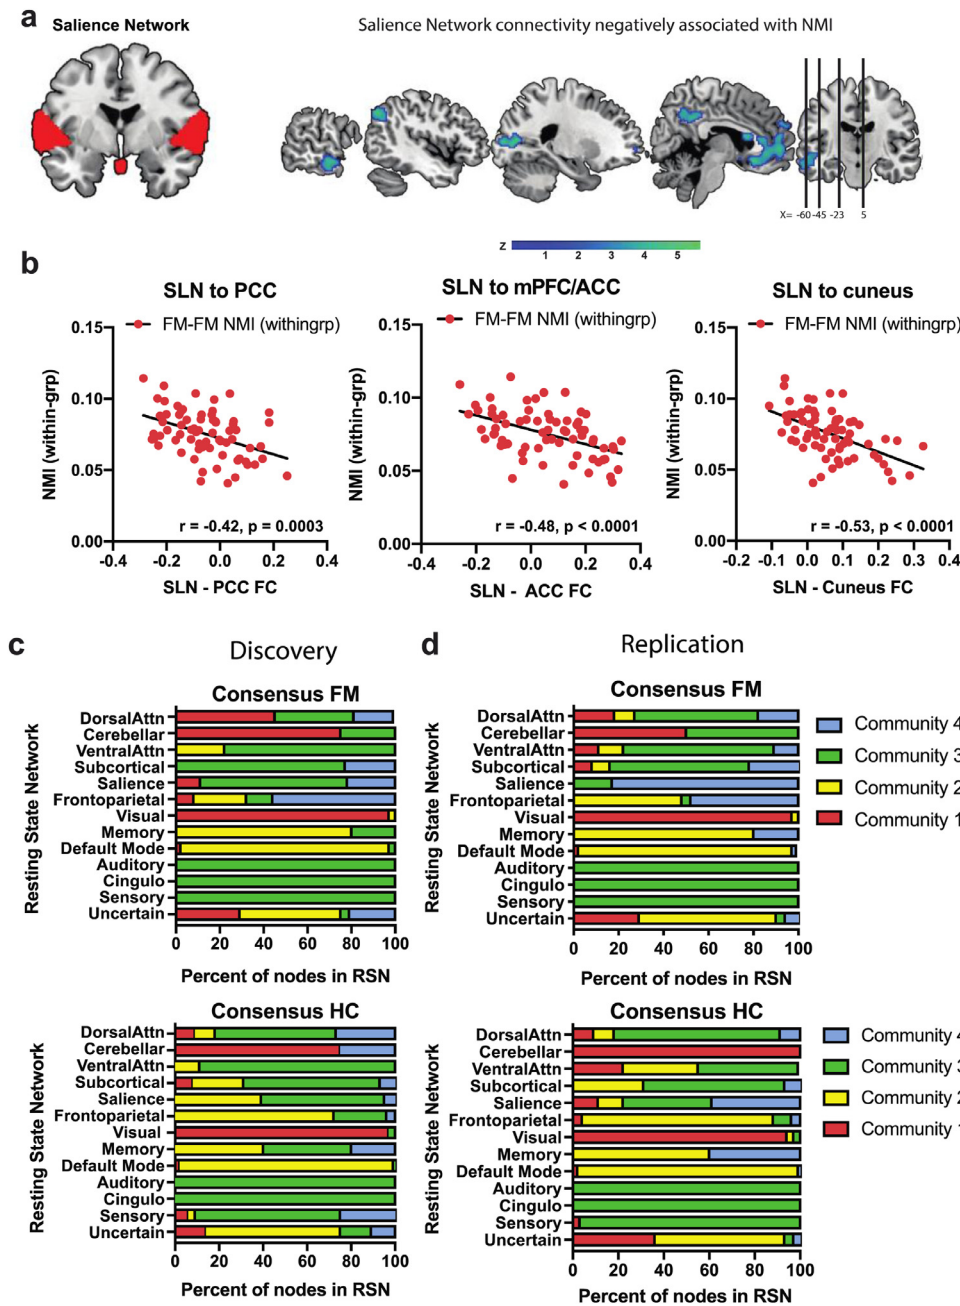 a
Salience Network
Salience Network connectivity negatively associated with NMI
X= -60 -45 -23 5
z
1 2 3 4 5
b
SLN to PCC
FM-FM NMI (withingrp)
NMI (within-grp)
0.15
0.10
0.05
0.00
r = -0.42, p = 0.0003
-0.4 -0.2 0.0 0.2 0.4
SLN - PCC FC
SLN to mPFC/ACC
FM-FM NMI (withingrp)
NMI (within-grp)
0.15
0.10
0.05
0.00
r = -0.48, p < 0.0001
-0.4 -0.2 0.0 0.2 0.4
SLN - ACC FC
SLN to cuneus
FM-FM NMI (withingrp)
NMI (within-grp)
0.15
0.10
0.05
0.00
r = -0.53, p < 0.0001
-0.2 -0.1 0.0 0.1 0.2 0.3 0.4
SLN - Cuneus FC
c
Discovery
Consensus FM
Resting State Network
DorsalAttn
Cerebellar
VentralAttn
Subcortical
Salience
Frontoparietal
Visual
Memory
Default Mode
Auditory
Cingulo
Sensory
Uncertain
0 20 40 60 80 100
Percent of nodes in RSN
Consensus HC
Resting State Network
DorsalAttn
Cerebellar
VentralAttn
Subcortical
Salience
Frontoparietal
Visual
Memory
Default Mode
Auditory
Cingulo
Sensory
Uncertain
0 20 40 60 80 100
Percent of nodes in RSN
d
Replication
Consensus FM
Resting State Network
DorsalAttn
Cerebellar
VentralAttn
Subcortical
Salience
Frontoparietal
Visual
Memory
Default Mode
Auditory
Cingulo
Sensory
Uncertain
0 20 40 60 80 100
Percent of nodes in RSN
Community 4
Community 3
Community 2
Community 1
Consensus HC
Resting State Network
DorsalAttn
Cerebellar
VentralAttn
Subcortical
Salience
Frontoparietal
Visual
Memory
Default Mode
Auditory
Cingulo
Sensory
Uncertain
0 20 40 60 80 100
Percent of nodes in RSN
Community 4
Community 3
Community 2
Community 1